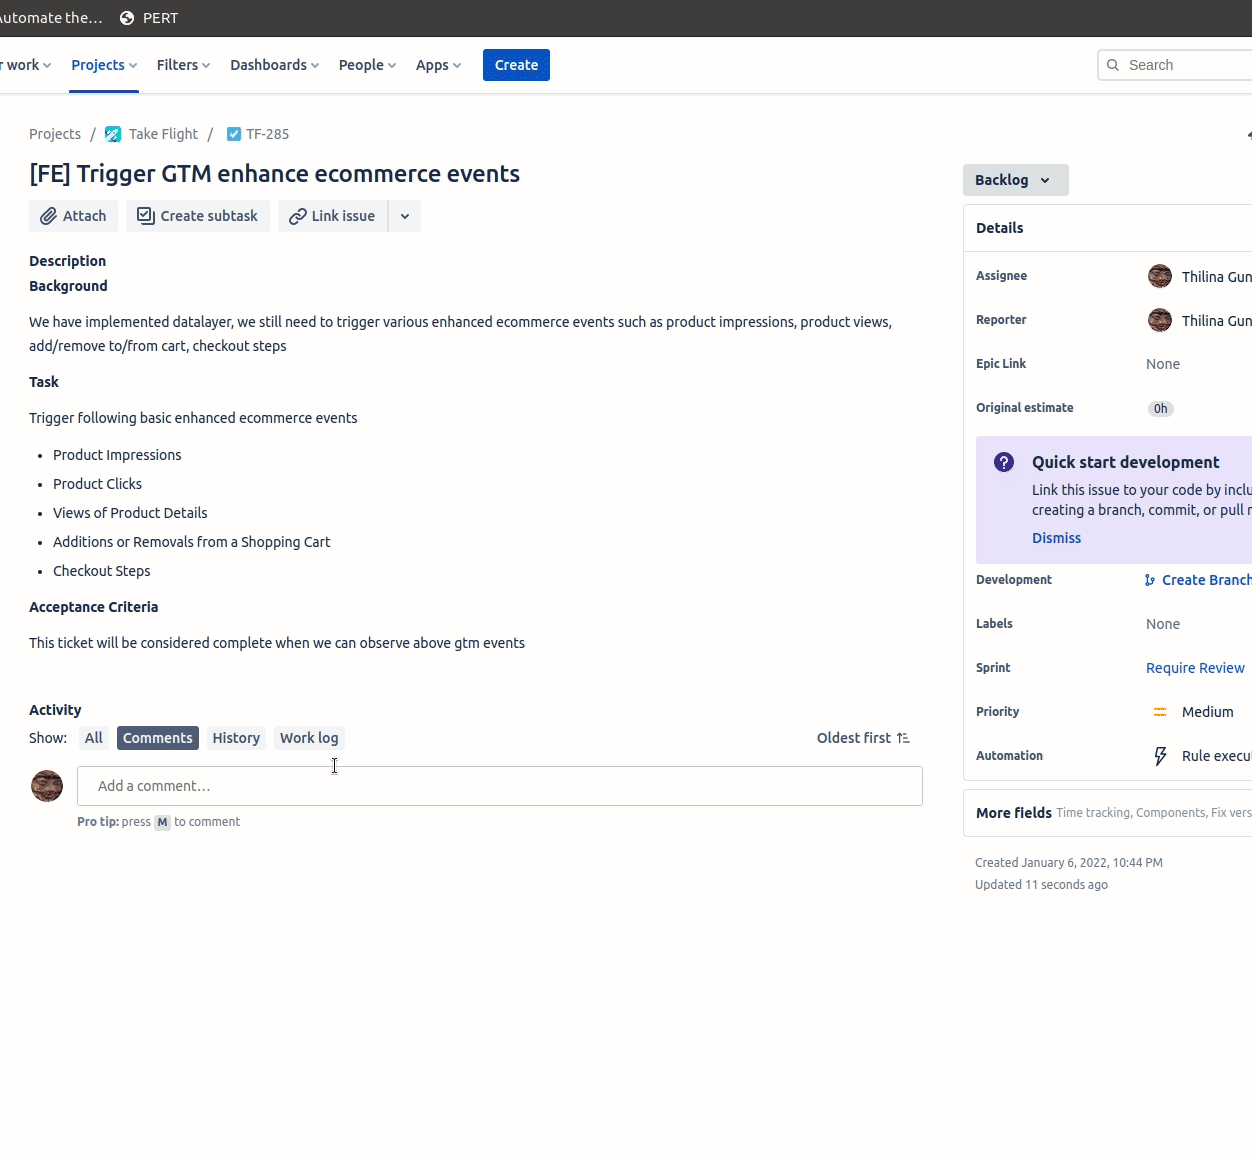 utomate the... PERT
r work Projects Filters Dashboards People Apps Create Search
Projects / Take Flight / TF-285
[FE] Trigger GTM enhance ecommerce events
Backlog
Attach Create subtask Link issue
Details
Description
Background
Assignee Thilina Gun
We have implemented datalayer, we still need to trigger various enhanced ecommerce events such as product impressions, product views,
add/remove to/from cart, checkout steps
Reporter Thilina Gun
Epic Link None
Task
Original estimate 0h
Trigger following basic enhanced ecommerce events
Product Impressions
Product Clicks
Views of Product Details
Additions or Removals from a Shopping Cart
Checkout Steps
? Quick start development
Link this issue to your code by inclu
creating a branch, commit, or pull r
Dismiss
Development Create Branch
Acceptance Criteria
Labels None
This ticket will be considered complete when we can observe above gtm events
Sprint Require Review
Activity
Priority Medium
Show: All Comments History Work log Oldest first
Automation Rule execu
Add a comment...
Pro tip: press M to comment
More fields Time tracking, Components, Fix vers
Created January 6, 2022, 10:44 PM
Updated 11 seconds ago